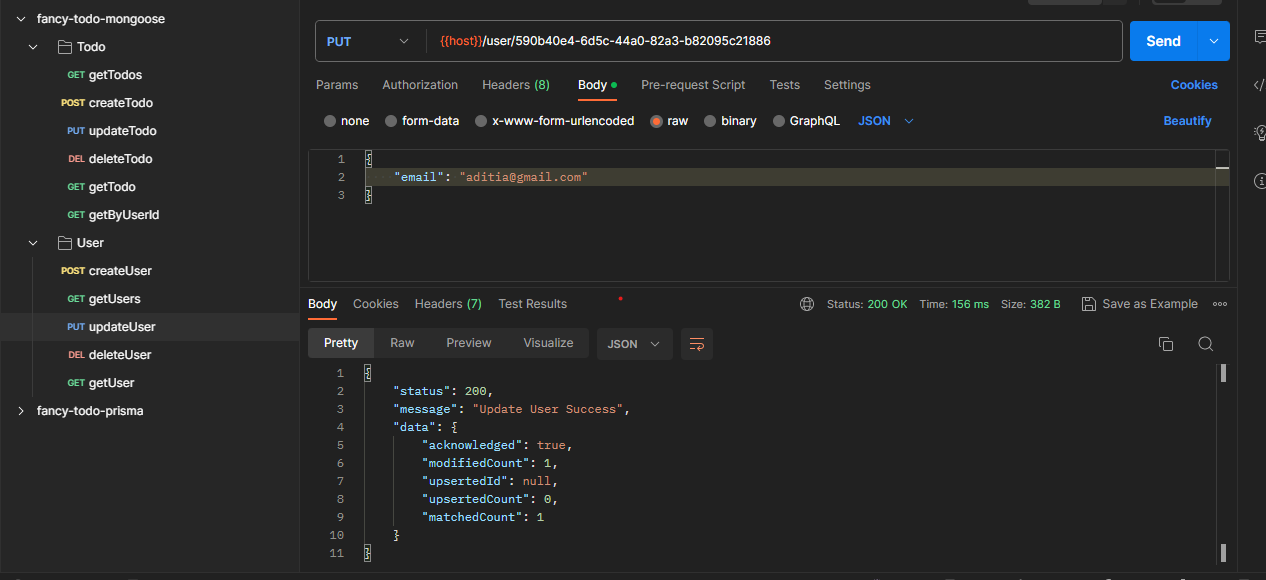 fancy-todo-mongoose
Todo
GET getTodos
POST createTodo
PUT updateTodo
DEL deleteTodo
GET getTodo
GET getByUserId
User
POST createUser
GET getUsers
PUT updateUser
DEL deleteUser
GET getUser
fancy-todo-prisma
PUT {{host}}/user/590b40e4-6d5c-44a0-82a3-b82095c21886 Send
Params Authorization Headers (8) Body Pre-request Script Tests Settings Cookies
none form-data x-www-form-urlencoded raw binary GraphQL JSON Beautify
1 {
2 "email": "aditia@gmail.com"
3 }
Body Cookies Headers (7) Test Results Status: 200 OK Time: 156 ms Size: 382 B Save as Example
Pretty Raw Preview Visualize JSON
1 {
2 "status": 200,
3 "message": "Update User Success",
4 "data": {
5 "acknowledged": true,
6 "modifiedCount": 1,
7 "upsertedId": null,
8 "upsertedCount": 0,
9 "matchedCount": 1
10 }
11 }